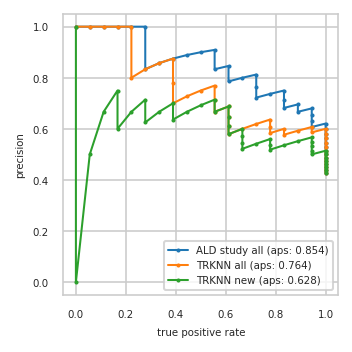 1.0
0.8
0.6
0.4
0.2
0.0
precision
ALD study all (aps: 0.854)
TRKNN all (aps: 0.764)
TRKNN new (aps: 0.628)
0.0 0.2 0.4 0.6 0.8 1.0
true positive rate